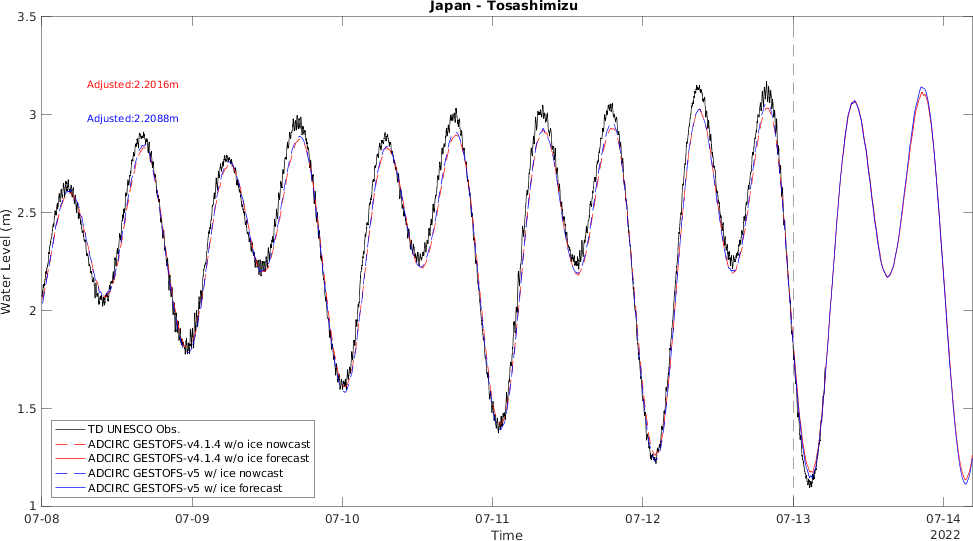 Japan - Tosashimizu
3.5
3
2.5
2
1.5
1
Water Level (m)
Adjusted:2.2016m
Adjusted:2.2088m
TD UNESCO Obs.
ADCIRC GESTOFS-v4.1.4 w/o ice nowcast
ADCIRC GESTOFS-v4.1.4 w/o ice forecast
ADCIRC GESTOFS-v5 w/ ice nowcast
ADCIRC GESTOFS-v5 w/ ice forecast
07-08 07-09 07-10 07-11 07-12 07-13 07-14
Time
2022